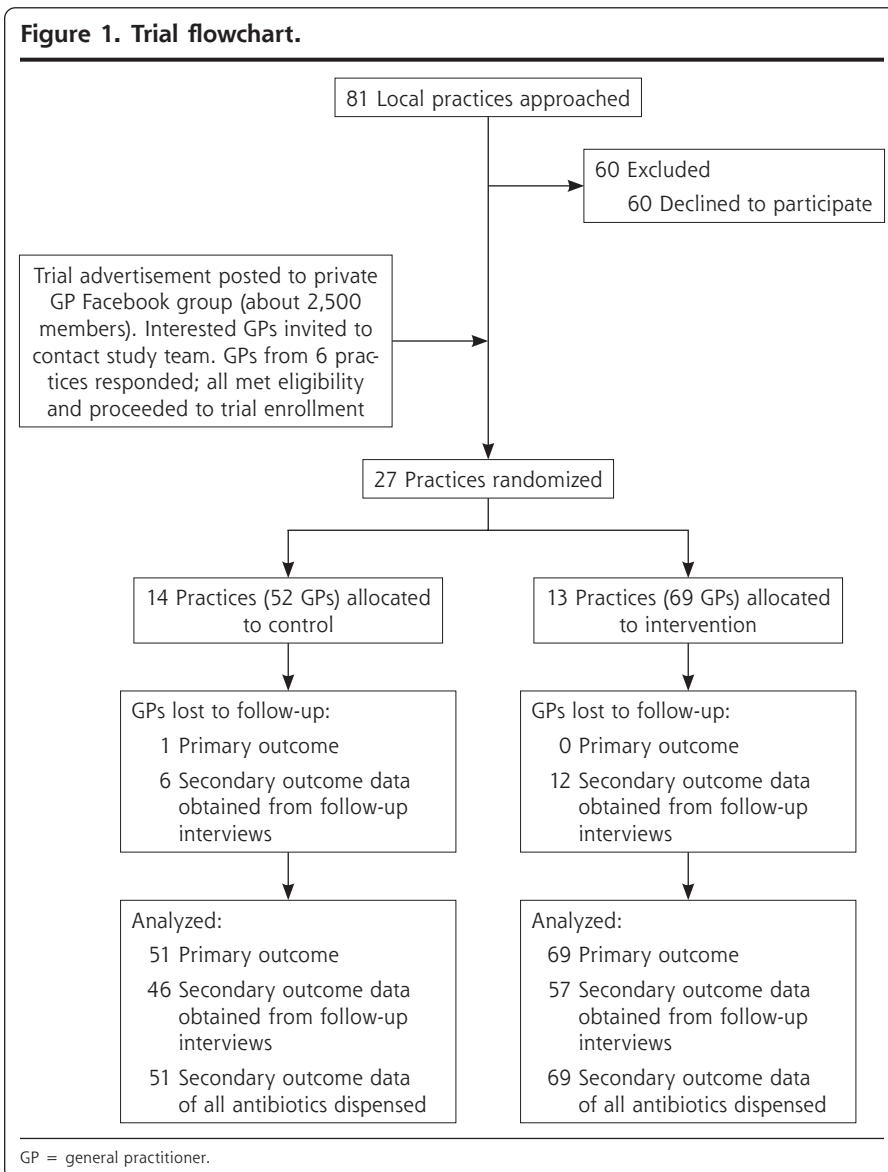 Figure 1. Trial flowchart.
81 Local practices approached
60 Excluded
60 Declined to participate
Trial advertisement posted to private
GP Facebook group (about 2,500
members). Interested GPs invited to
contact study team. GPs from 6 prac-
tices responded; all met eligibility
and proceeded to trial enrollment
27 Practices randomized
14 Practices (52 GPs) allocated
to control
13 Practices (69 GPs) allocated
to intervention
GPs lost to follow-up:
1 Primary outcome
6 Secondary outcome data
obtained from follow-up
interviews
GPs lost to follow-up:
0 Primary outcome
12 Secondary outcome data
obtained from follow-up
interviews
Analyzed:
51 Primary outcome
46 Secondary outcome data
obtained from follow-up
interviews
51 Secondary outcome data
of all antibiotics dispensed
Analyzed:
69 Primary outcome
57 Secondary outcome data
obtained from follow-up
interviews
69 Secondary outcome data
of all antibiotics dispensed
GP = general practitioner.